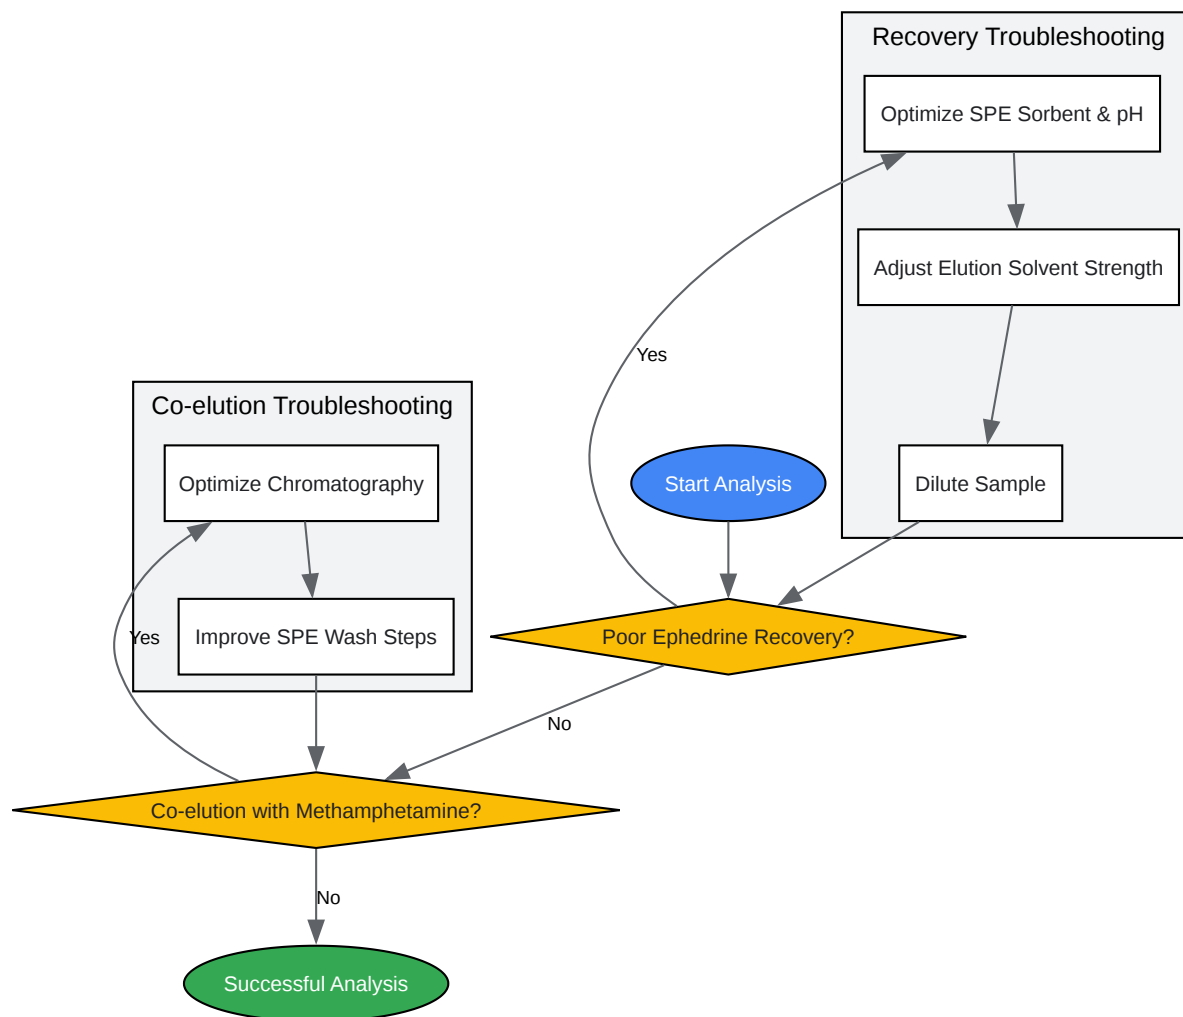 Recovery Troubleshooting
Optimize SPE Sorbent & pH
Adjust Elution Solvent Strength
Yes
Co-elution Troubleshooting
Optimize Chromatography
Start Analysis
Dilute Sample
Yes
Improve SPE Wash Steps
Poor Ephedrine Recovery?
No
Co-elution with Methamphetamine?
No
Successful Analysis